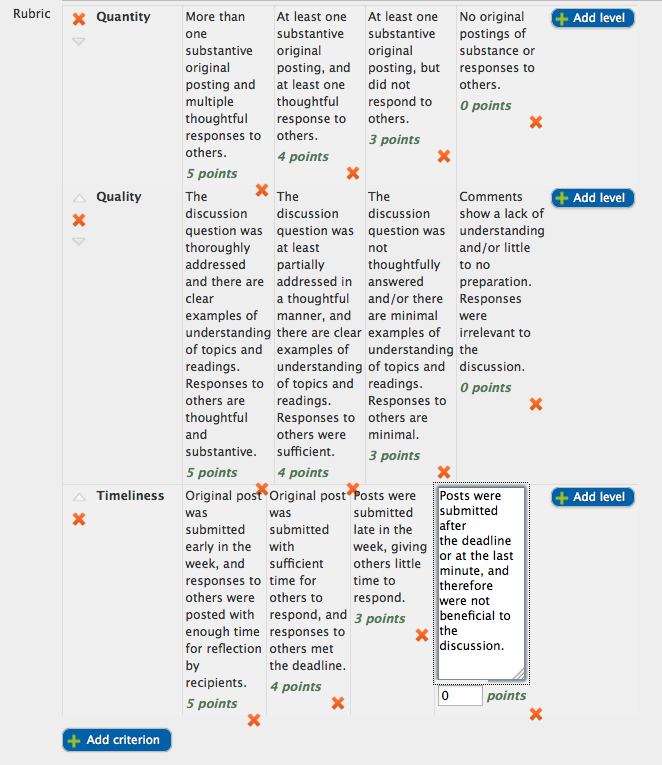 Rubric
Quantity
More than
one
substantive
original
posting and
multiple
thoughtful
responses to
others.
5 points
At least one
substantive
original
posting, and
at least one
thoughtful
response to
others.
4 points
At least one
substantive
original
posting, but
did not
respond to
others.
3 points
No original
postings of
substance or
responses to
others.
0 points
Add level
Quality
The
discussion
question was
thoroughly
addressed
and there are
clear
examples of
understanding
of topics and
readings.
Responses to
others are
thoughtful
and
substantive.
5 points
The
discussion
question was
at least
partially
addressed in
a thoughtful
manner, and
there are clear
examples of
understanding
of topics and
readings.
Responses to
others were
sufficient.
4 points
The
discussion
question was
not
thoughtfully
answered
and/or there
are minimal
examples of
understanding
of topics and
readings.
Responses to
others are
minimal.
3 points
Comments
show a lack of
understanding
and/or little
to no
preparation.
Responses
were
irrelevant to
the
discussion.
0 points
Add level
Timeliness
Original post
was
submitted
early in the
week, and
responses to
others were
posted with
enough time
for reflection
by
recipients.
5 points
Original post
was
submitted
with
sufficient
time for
others to
respond, and
responses to
others met
the deadline.
4 points
Posts were
submitted
late in the
week, giving
others little
time to
respond.
3 points
Posts were
submitted
after
the deadline
or at the last
minute, and
therefore
were not
beneficial to
the
discussion.
0 points
Add level
Add criterion